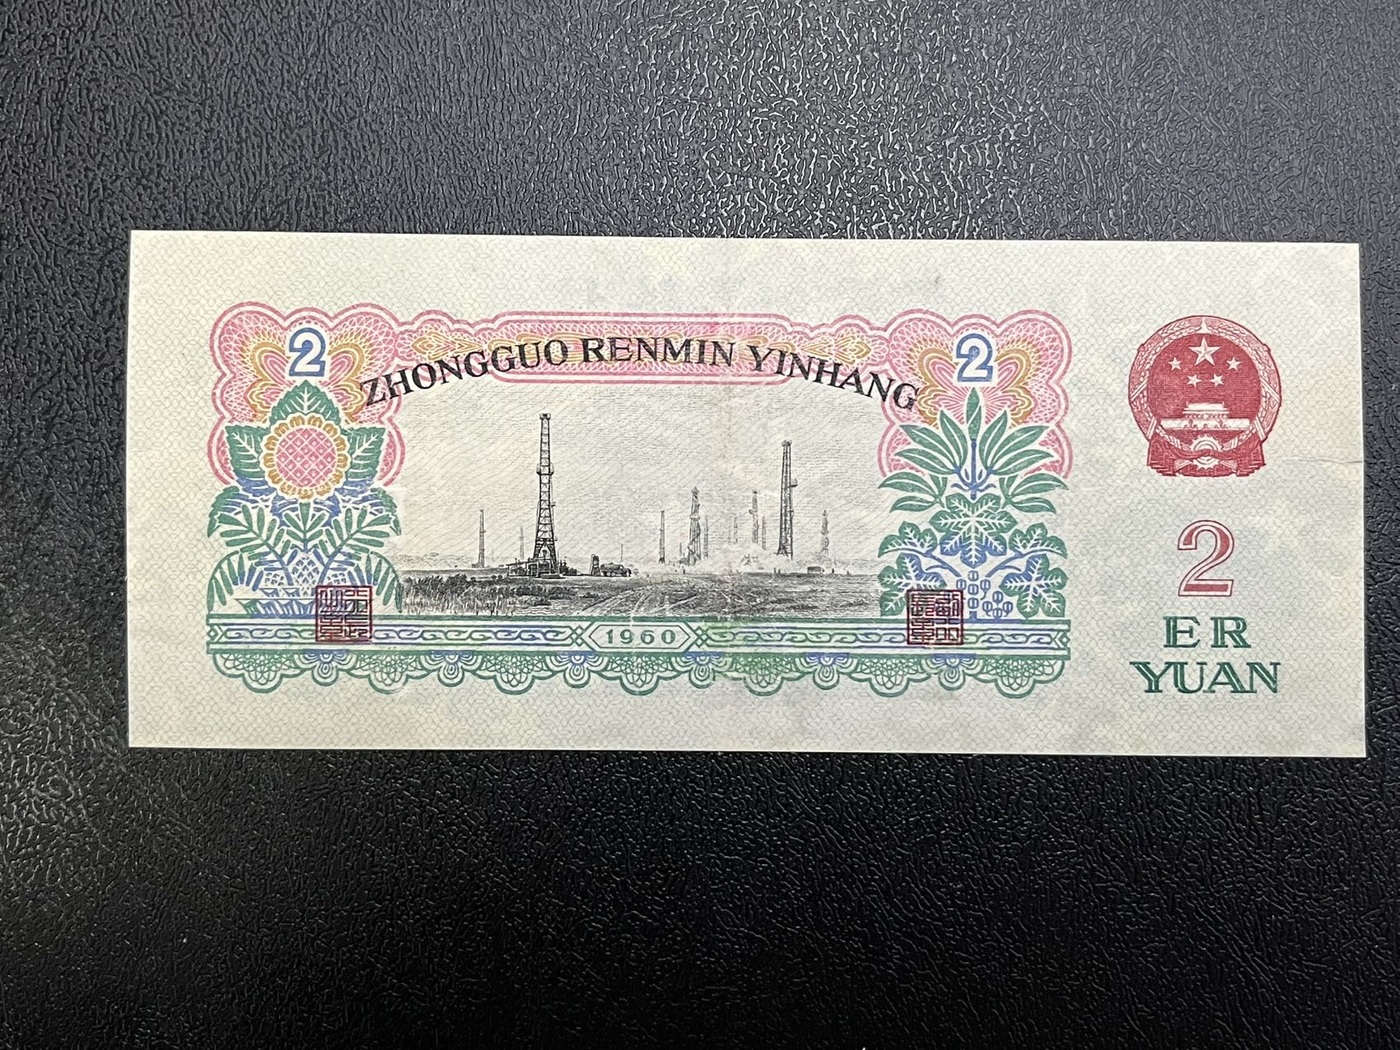 2
2
ZHONGGUO RENMIN YINHANG
2
ER
YUAN
1960